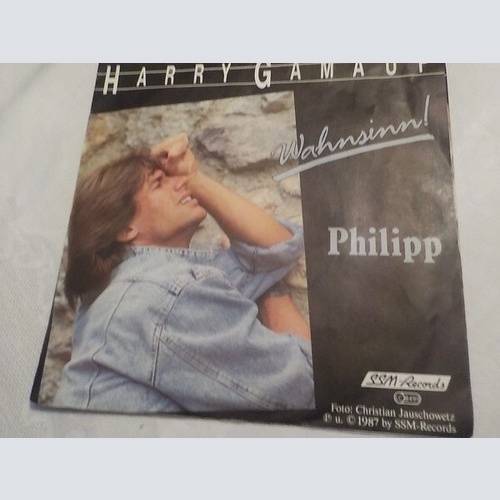 HARRY GAMAUF
Wahnsinn!
Philipp
SSM-Records
Foto: Christian Jauschowetz
℗ u. © 1987 by SSM-Records